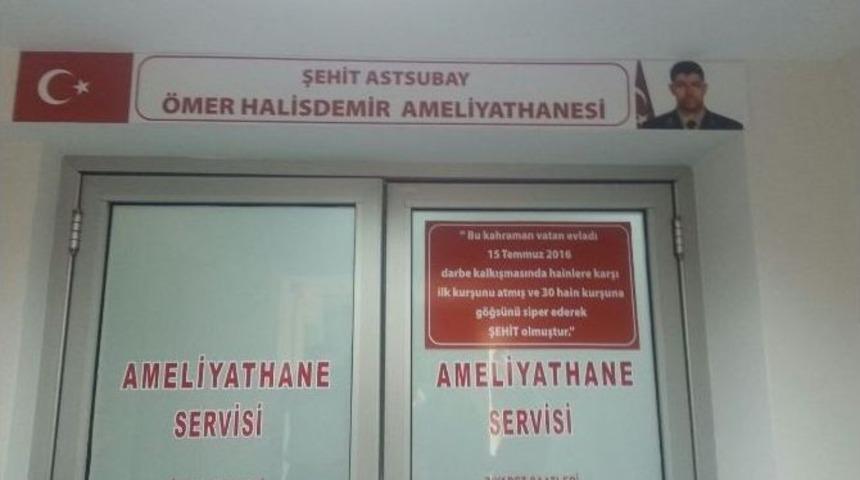 ŞEHİT ASTSUBAY
ÖMER HALİSDEMİR AMELİYATHANESİ
" Bu kahraman vatan evladı
15 Temmuz 2016
darbe kalkışmasında hainlere karşı
ilk kurşunu atmış ve 30 hain kurşuna
göğsünü siper ederek
ŞEHİT olmuştur."
AMELİYATHANE
SERVİSİ
AMELİYATHANE
SERVİSİ